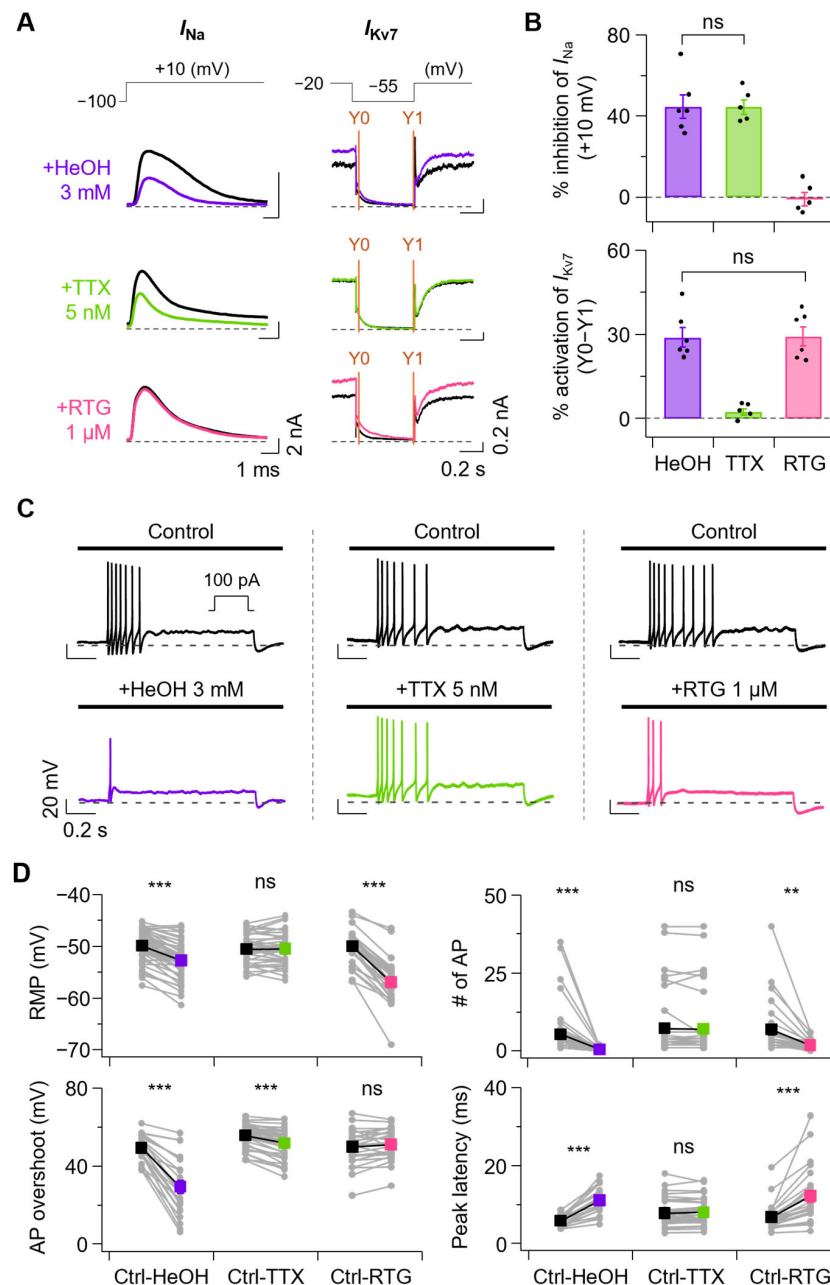 A
I_Na
I_Kv7
+10 (mV)
−100
−20
−55
(mV)
Y0
Y1
+HeOH
3 mM
Y0
Y1
+TTX
5 nM
Y0
Y1
+RTG
1 μM
2 nA
1 ms
0.2 nA
0.2 s
B
% inhibition of I_Na
(+10 mV)
80
40
0
ns
% activation of I_Kv7
(Y0−Y1)
60
30
0
ns
HeOH
TTX
RTG
C
Control
Control
Control
100 pA
+HeOH 3 mM
+TTX 5 nM
+RTG 1 μM
20 mV
0.2 s
D
RMP (mV)
−40
−50
−60
−70
***
ns
***
# of AP
50
25
0
***
ns
**
AP overshoot (mV)
80
40
0
***
***
ns
Ctrl-HeOH
Ctrl-TTX
Ctrl-RTG
Peak latency (ms)
40
20
0
***
ns
***
Ctrl-HeOH
Ctrl-TTX
Ctrl-RTG